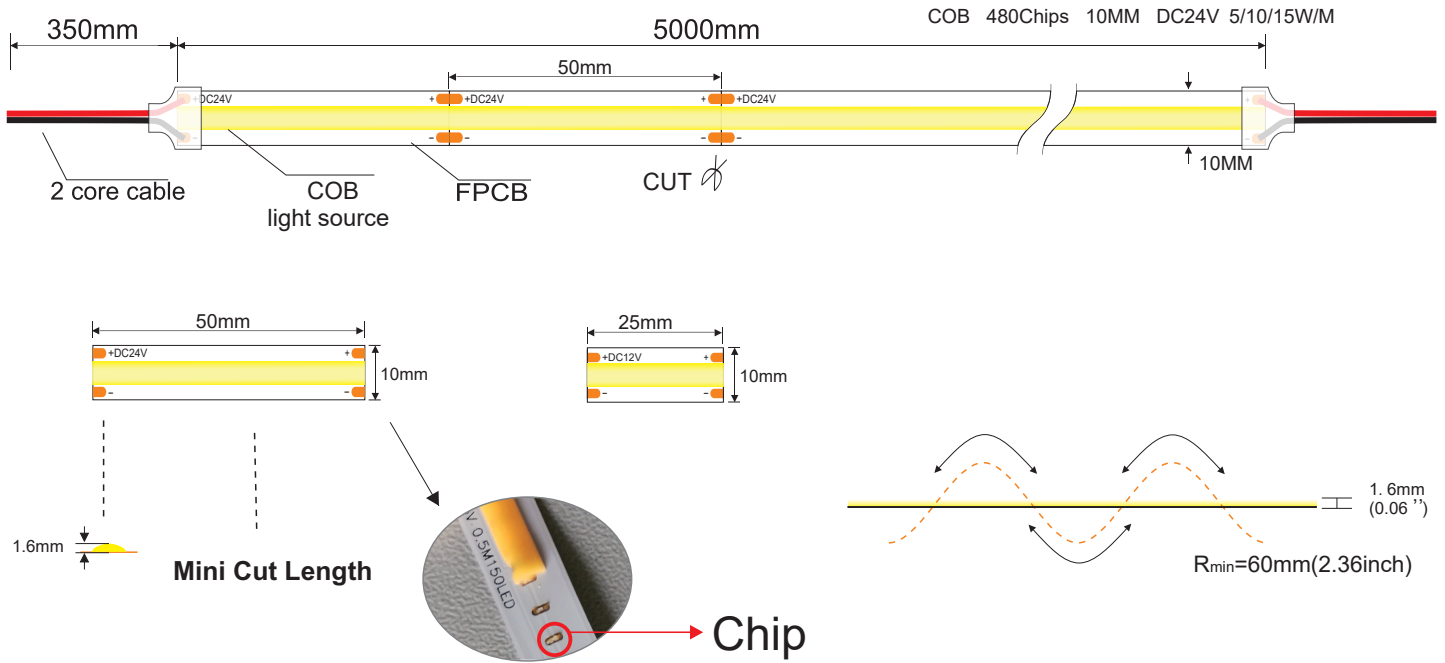 COB 480Chips 10MM DC24V 5/10/15W/M
350mm
5000mm
50mm
+DC24V
+
+DC24V
+
+DC24V
+
-
-
-
-
-
-
10MM
2 core cable
COB
light source
FPCB
CUT
50mm
+DC24V
+
-
-
10mm
25mm
+DC12V
+
-
-
10mm
1.6mm
Mini Cut Length
V 0.5M150LED
Chip
1. 6mm
(0.06 ’’)
Rmin=60mm(2.36inch)